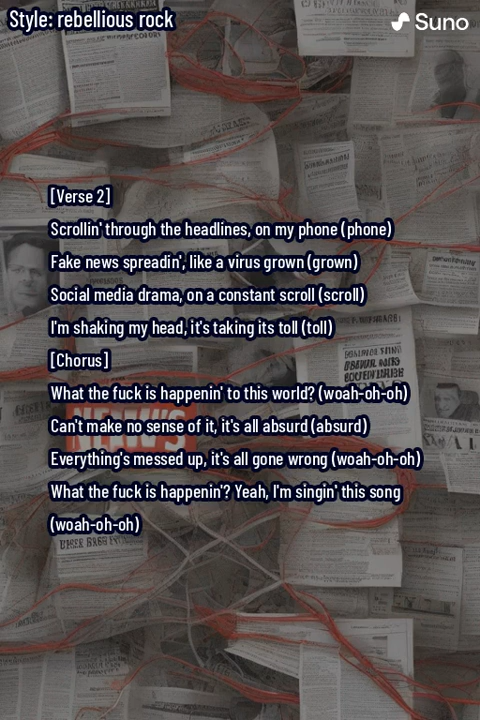 Style: rebellious rock
Suno
[Verse 2]
Scrollin' through the headlines, on my phone (phone)
Fake news spreadin', like a virus grown (grown)
Social media drama, on a constant scroll (scroll)
I'm shaking my head, it's taking its toll (toll)
[Chorus]
What the fuck is happenin' to this world? (woah-oh-oh)
Can't make no sense of it, it's all absurd (absurd)
Everything's messed up, it's all gone wrong (woah-oh-oh)
What the fuck is happenin'? Yeah, I'm singin' this song
(woah-oh-oh)